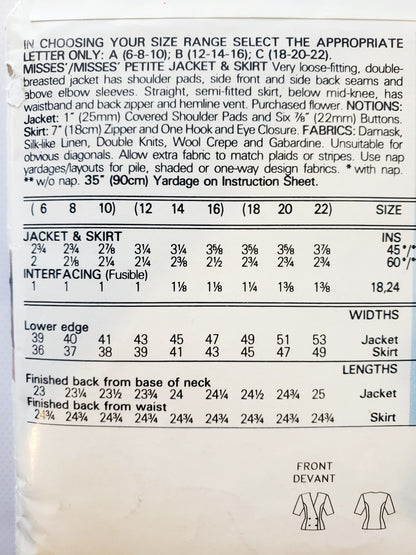 IN CHOOSING YOUR SIZE RANGE SELECT THE APPROPRIATE
LETTER ONLY: A (6-8-10); B (12-14-16); C (18-20-22).
MISSES'/MISSES' PETITE JACKET & SKIRT Very loose-fitting, double-
breasted jacket has shoulder pads, side front and side back seams and
above elbow sleeves. Straight, semi-fitted skirt, below mid-knee, has
waistband and back zipper and hemline vent. Purchased flower. NOTIONS:
Jacket: 1" (25mm) Covered Shoulder Pads and Six ⅞" (22mm) Buttons.
Skirt: 7" (18cm) Zipper and One Hook and Eye Closure. FABRICS: Damask,
Silk-like Linen, Double Knits, Wool Crepe and Gabardine. Unsuitable for
obvious diagonals. Allow extra fabric to match plaids or stripes. Use nap
yardages/layouts for pile, shaded or one-way design fabrics. * with nap.
** w/o nap. 35" (90cm) Yardage on Instruction Sheet.
( 6 8 10) (12 14 16) (18 20 22) SIZE
JACKET & SKIRT INS
2¾ 2¾ 2⅞ 3¼ 3¼ 3⅝ 3⅝ 3⅝ 3⅞ 45*/*
2 2⅛ 2¼ 2¼ 2⅜ 2½ 2¾ 2¾ 2¾ 60*/*
INTERFACING (Fusible)
1 1 1 1 1⅛ 1⅛ 1¼ 1⅜ 1⅜ 18,24
WIDTHS
Lower edge
39 40 41 43 45 47 49 51 53 Jacket
36 37 38 39 41 43 45 47 49 Skirt
LENGTHS
Finished back from base of neck
23 23¼ 23½ 23¾ 24 24¼ 24½ 24¾ 25 Jacket
Finished back from waist
24¾ 24¾ 24¾ 24¾ 24¾ 24¾ 24¾ 24¾ 24¾ Skirt
FRONT
DEVANT